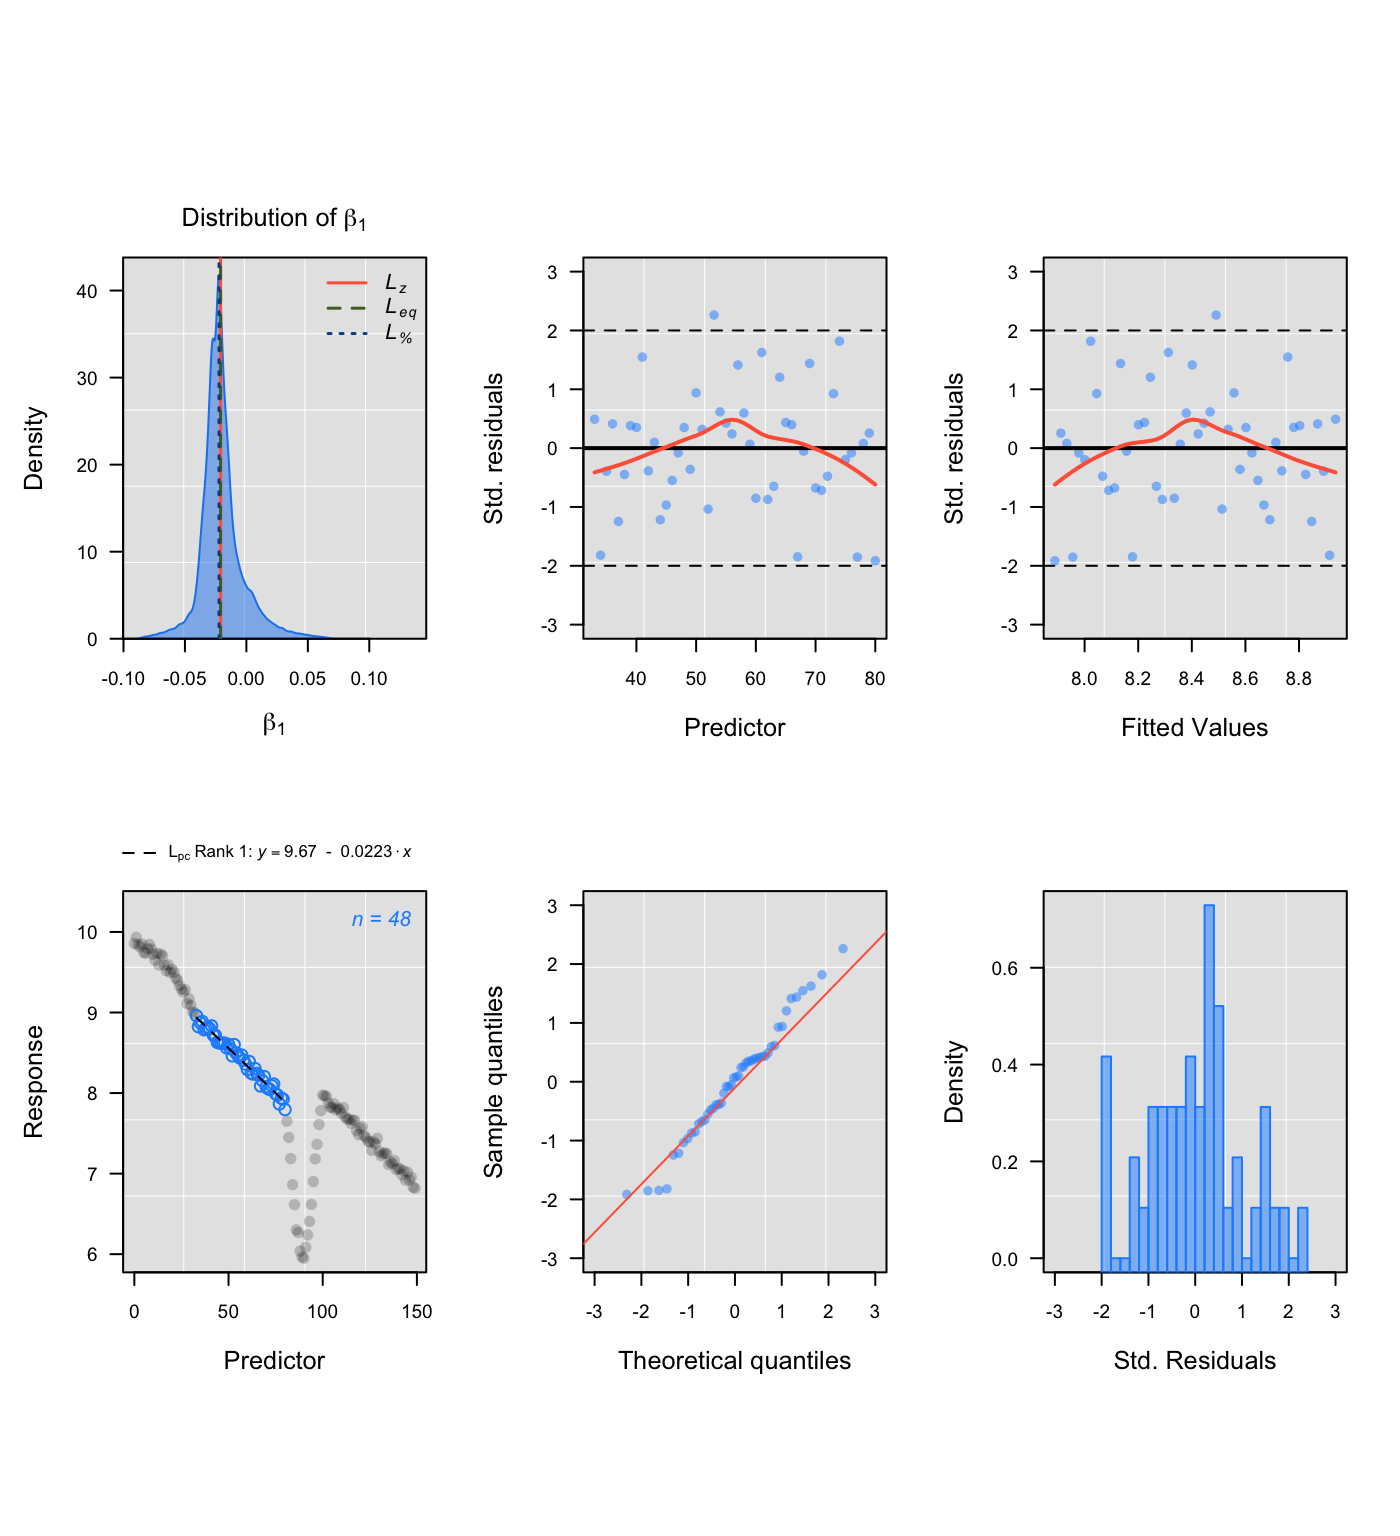 Distribution of β1
Density
40
30
20
10
0
-0.10 -0.05 0.00 0.05 0.10
β1
Lz
Leq
L%
Std. residuals
3
2
1
0
-1
-2
-3
40 50 60 70 80
Predictor
Std. residuals
3
2
1
0
-1
-2
-3
8.0 8.2 8.4 8.6 8.8
Fitted Values
Lpc Rank 1: y = 9.67 - 0.0223 · x
n = 48
Response
10
9
8
7
6
0 50 100 150
Predictor
Sample quantiles
3
2
1
0
-1
-2
-3
-3 -2 -1 0 1 2 3
Theoretical quantiles
Density
0.6
0.4
0.2
0.0
-3 -2 -1 0 1 2 3
Std. Residuals